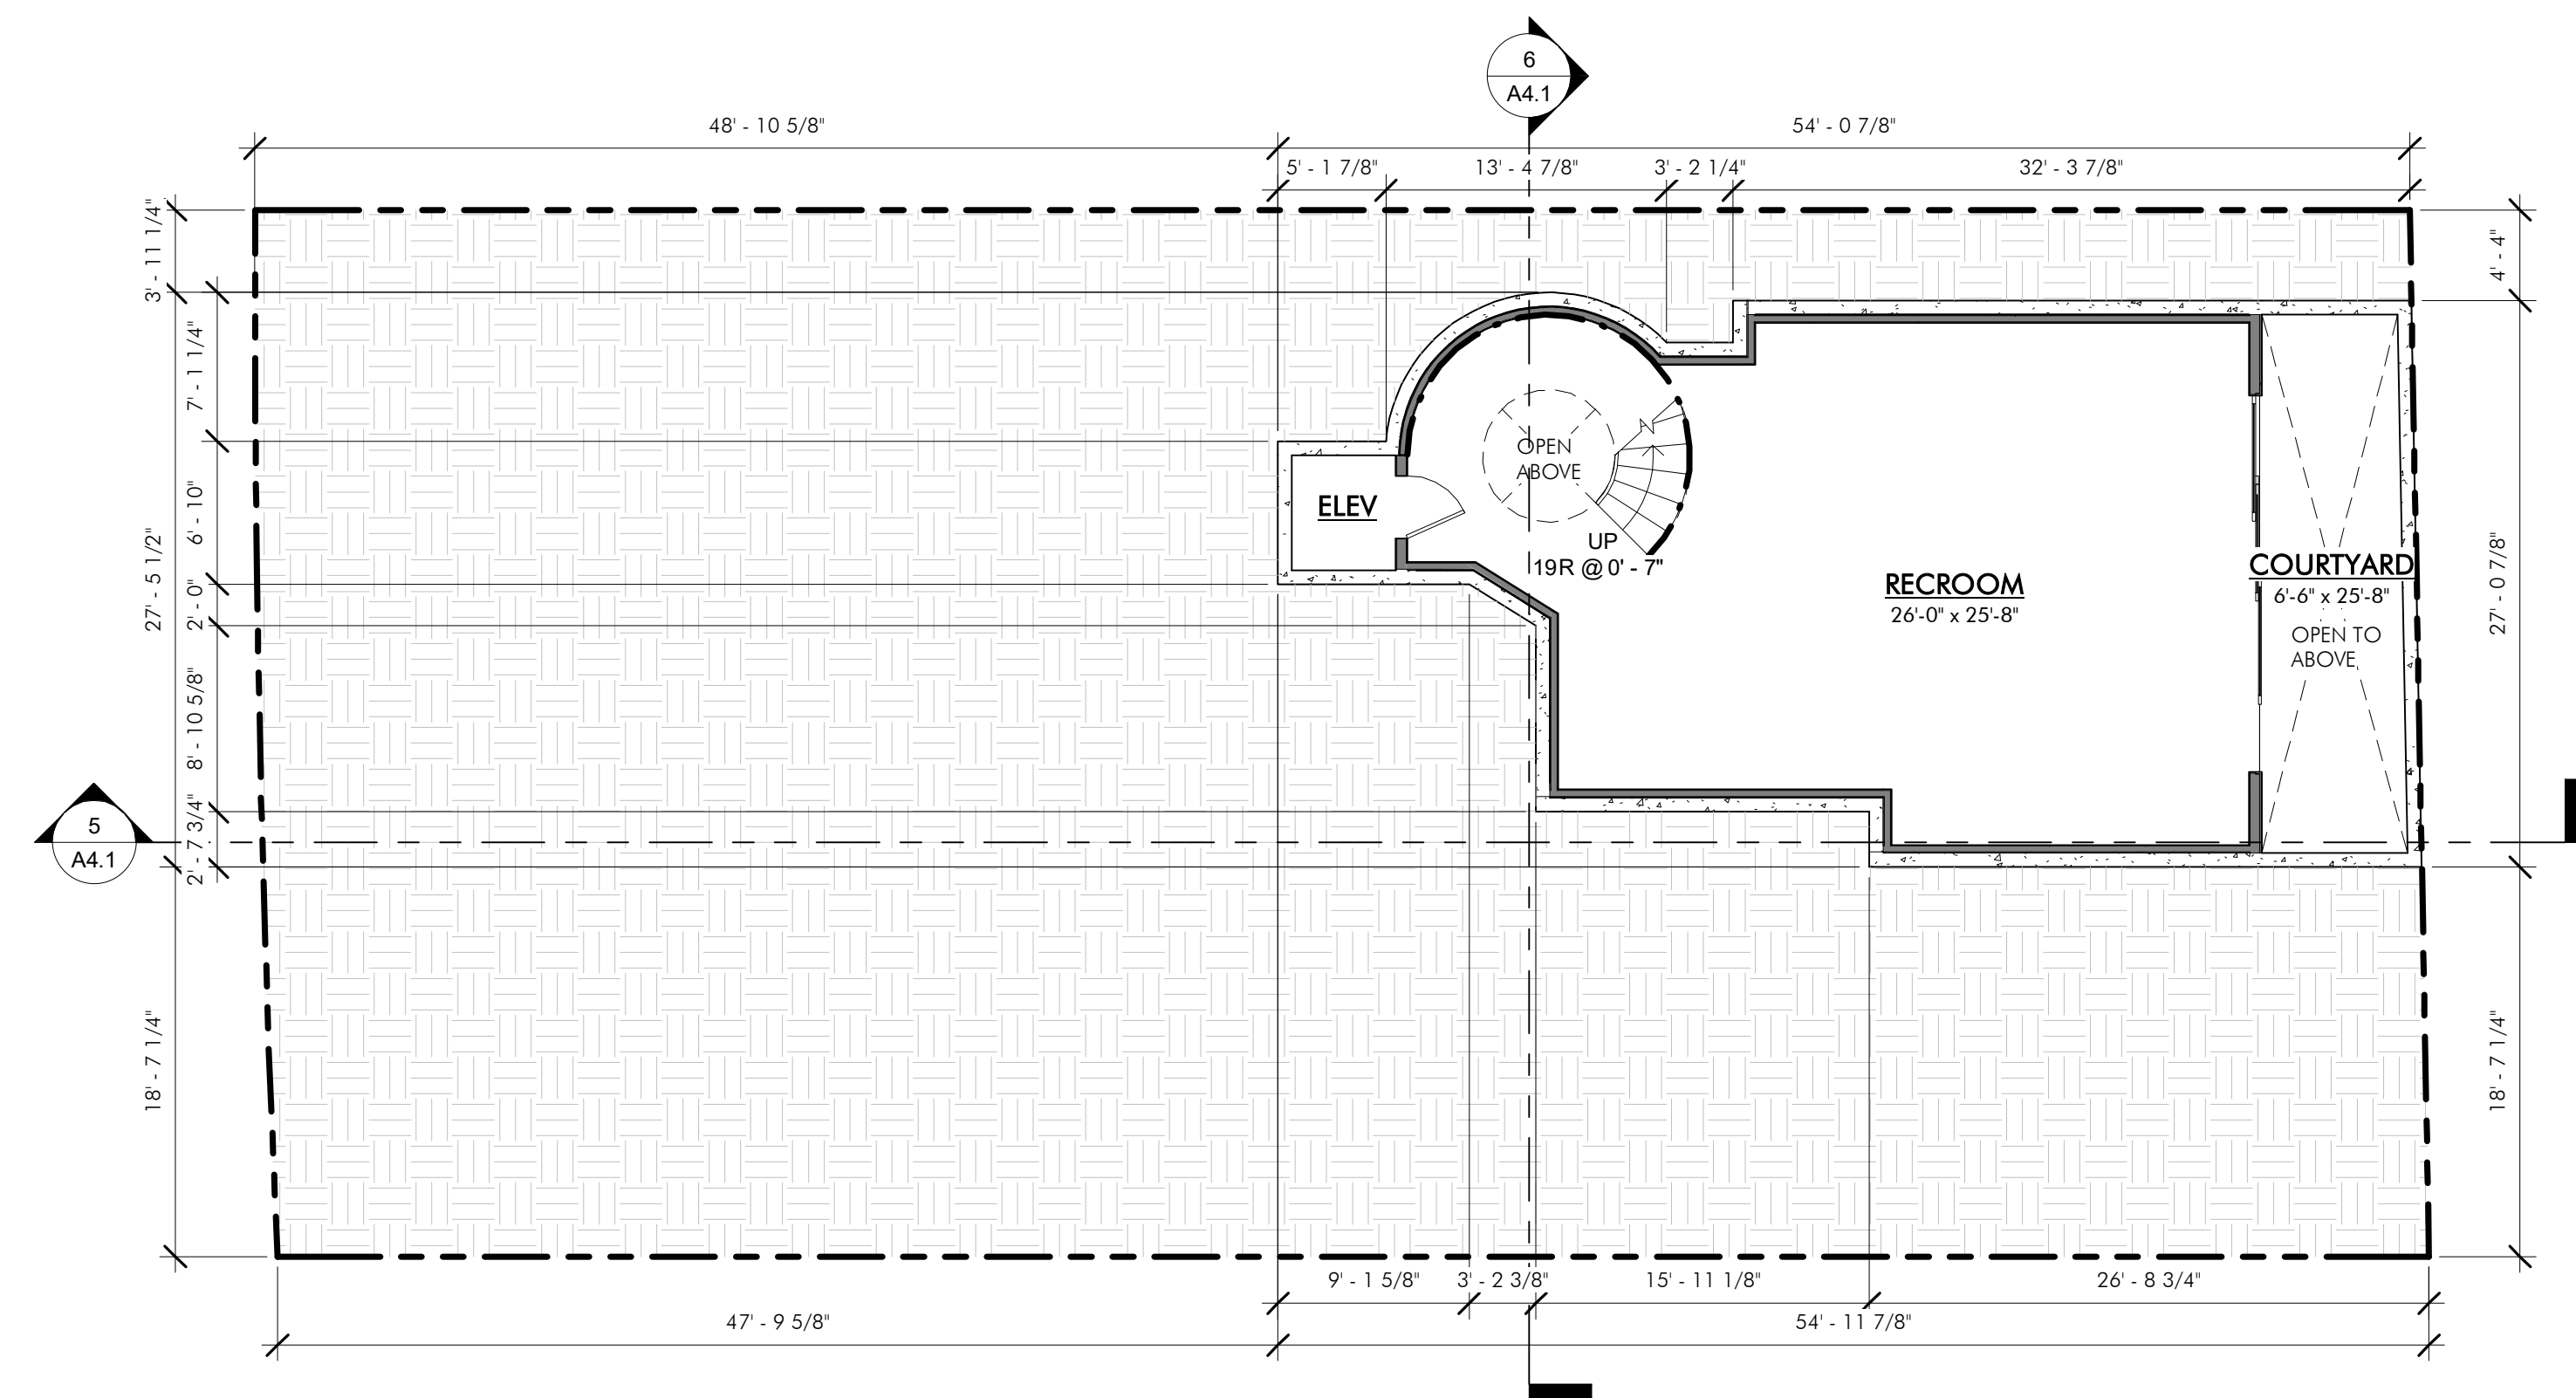 6
A4.1
48' - 10 5/8"
54' - 0 7/8"
5' - 1 7/8"
13' - 4 7/8"
3' - 2 1/4"
32' - 3 7/8"
3' - 11 1/4"
4' - 4"
7' - 1 1/4"
OPEN
ABOVE
ELEV
6' - 10"
27' - 5 1/2"
UP
19R @ 0' - 7"
RECROOM
26'-0" x 25'-8"
COURTYARD
6'-6" x 25'-8"
OPEN TO
ABOVE
27' - 0 7/8"
2' - 0"
8' - 10 5/8"
2' - 7 3/4"
5
A4.1
18' - 7 1/4"
18' - 7 1/4"
9' - 1 5/8"
3' - 2 3/8"
15' - 11 1/8"
26' - 8 3/4"
47' - 9 5/8"
54' - 11 7/8"